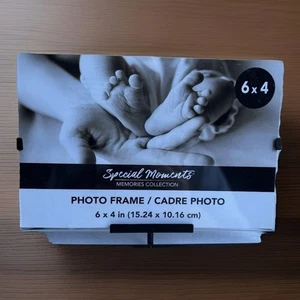 6 x 4
Special Moments
MEMORIES COLLECTION
PHOTO FRAME / CADRE PHOTO
6 x 4 in (15.24 x 10.16 cm)